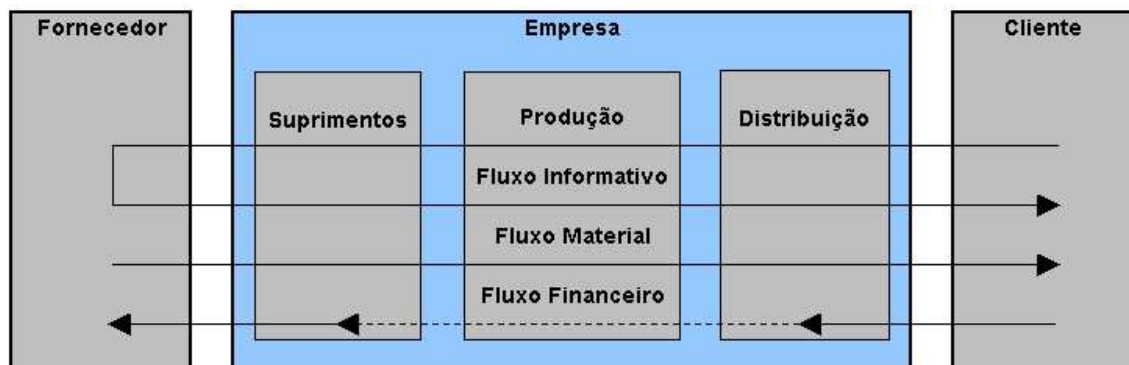 Fornecedor
Empresa
Cliente
Suprimentos
Produção
Distribuição
Fluxo Informativo
Fluxo Material
Fluxo Financeiro